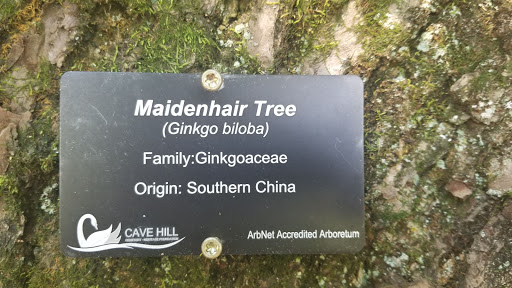 Maidenhair Tree
(Ginkgo biloba)
Family:Ginkgoaceae
Origin: Southern China
CAVE HILL
ArbNet Accredited Arboretum